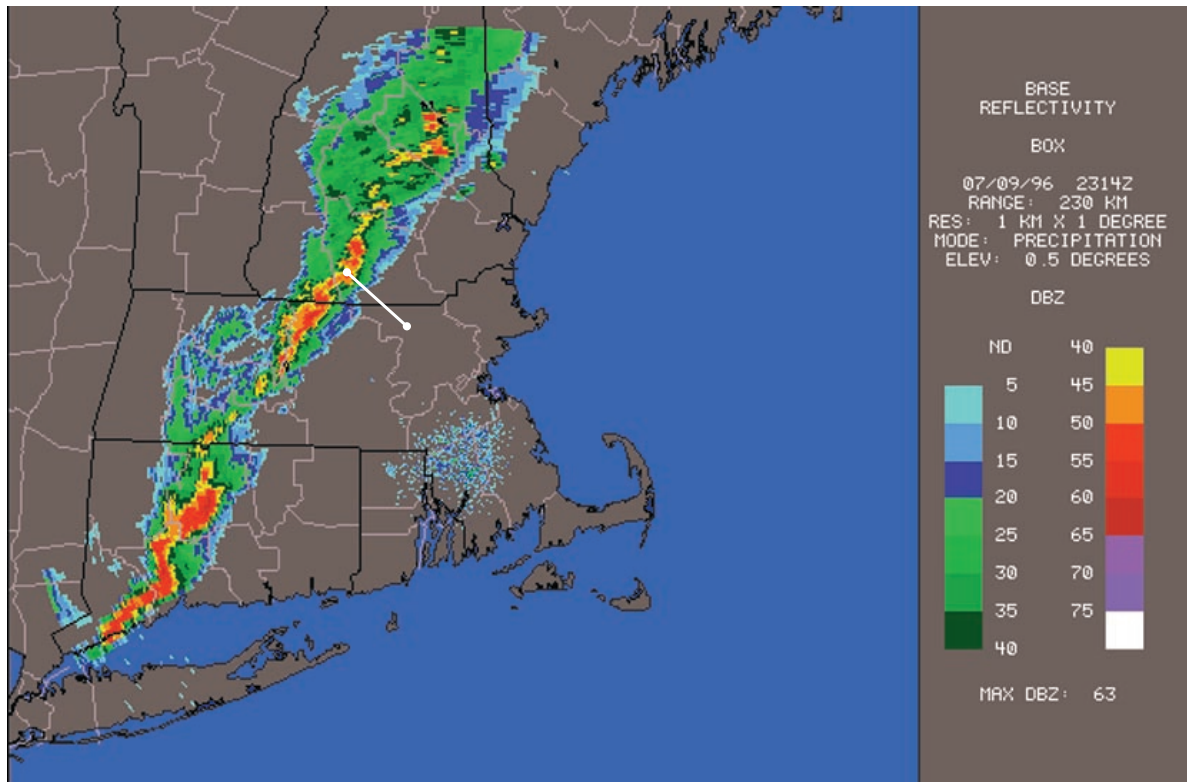 BASE
REFLECTIVITY
BOX
07/09/96 2314Z
RANGE: 230 KM
RES: 1 KM X 1 DEGREE
MODE: PRECIPITATION
ELEV: 0.5 DEGREES
DBZ
ND 40
5 45
10 50
15 55
20 60
25 65
30 70
35 75
40
MAX DBZ: 63